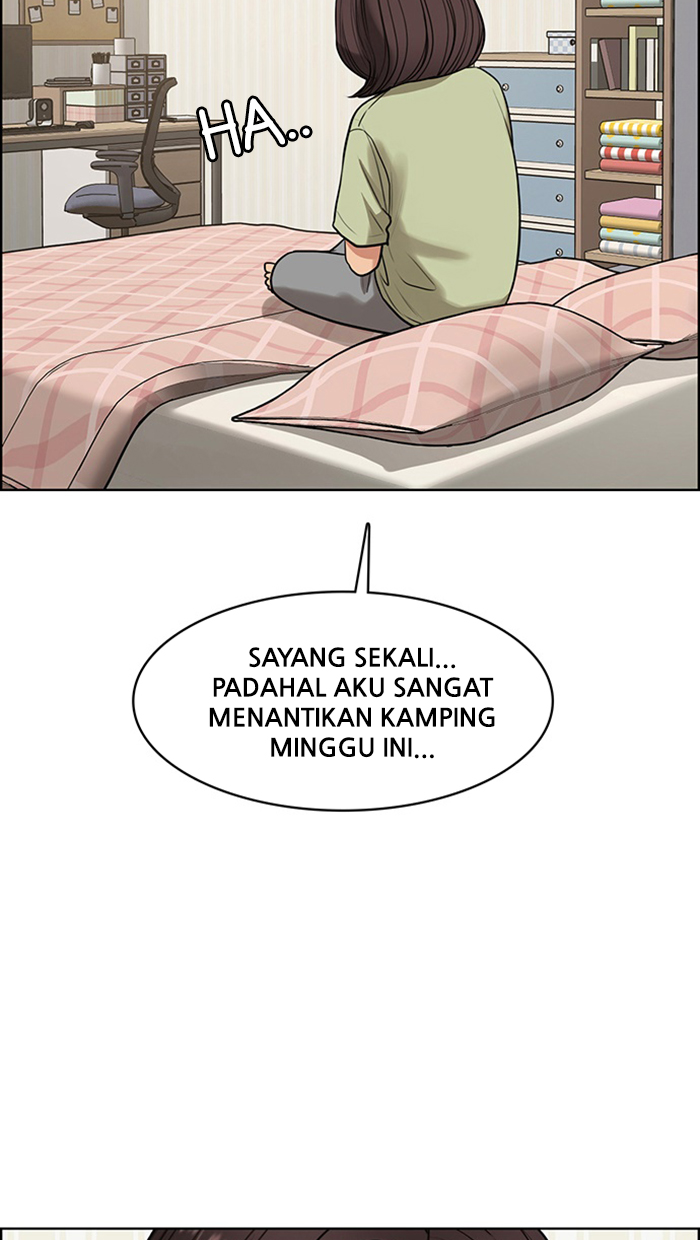 HA..
SAYANG SEKALI...
PADAHAL AKU SANGAT
MENANTIKAN KAMPING
MINGGU INI...